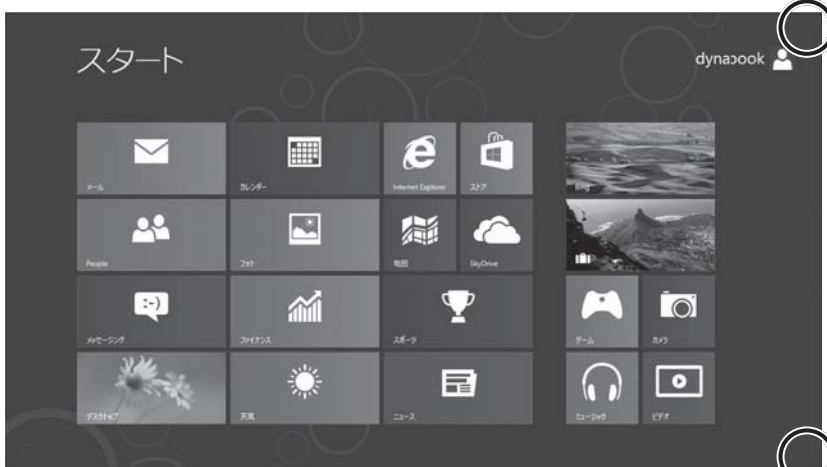 スタート
dynabook
メール
カレンダー
Internet Explorer
ストア
Bing
People
フォト
地図
SkyDrive
メッセージング
ファイナンス
スポーツ
ゲーム
カメラ
デスクトップ
天気
ニュース
ミュージック
ビデオ